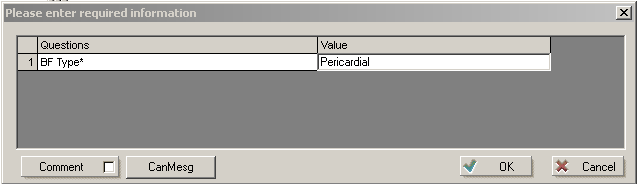 Please enter required information
Questions Value
1 BF Type* Pericardial
Comment CanMesg OK Cancel